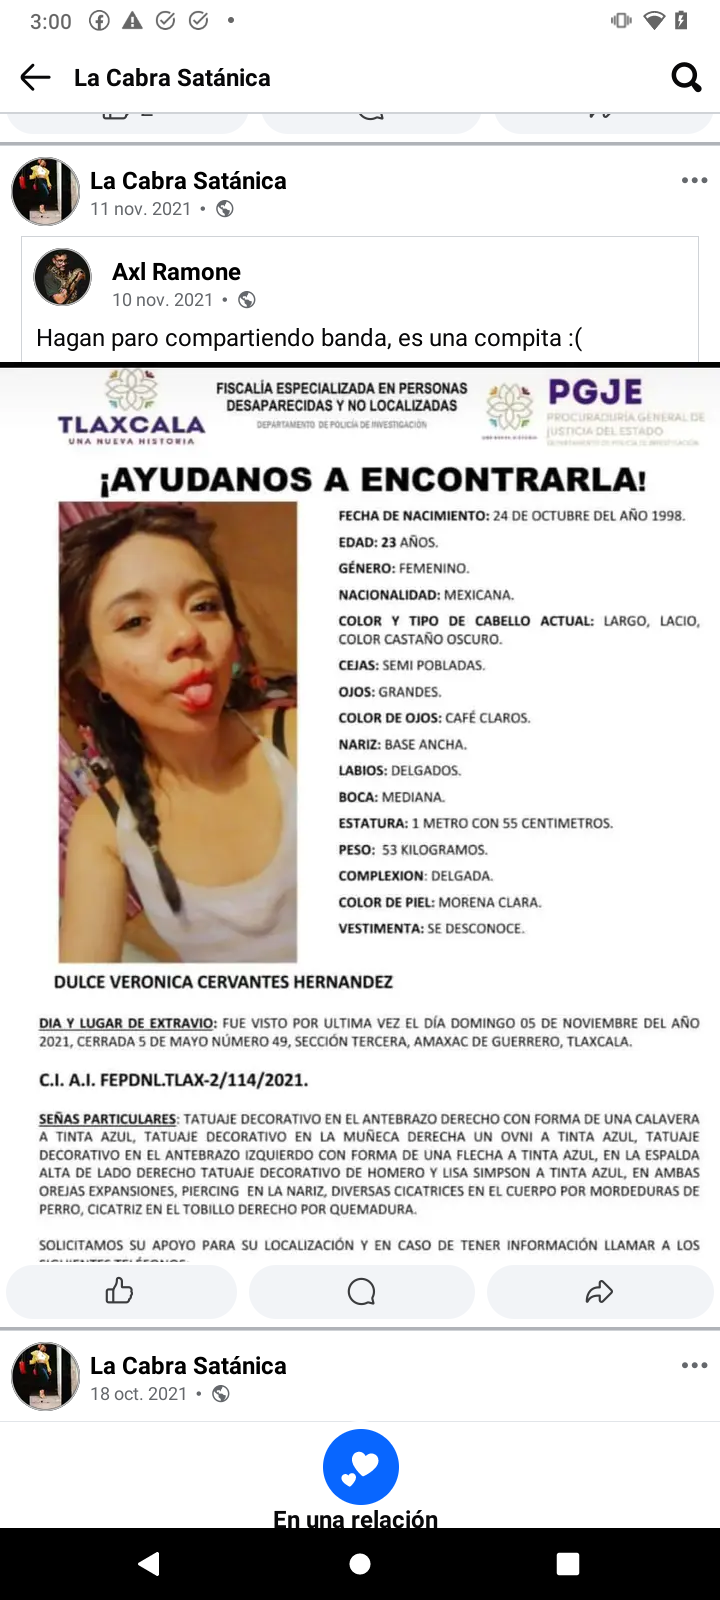 3:00
La Cabra Satánica
La Cabra Satánica
11 nov. 2021 •
Axl Ramone
10 nov. 2021 •
Hagan paro compartiendo banda, es una compita :(
TLAXCALA
UNA NUEVA HISTORIA
FISCALÍA ESPECIALIZADA EN PERSONAS
DESAPARECIDAS Y NO LOCALIZADAS
DEPARTAMENTO DE POLICÍA DE INVESTIGACIÓN
PGJE
PROCURADURÍA GENERAL DE
JUSTICIA DEL ESTADO
DEPARTAMENTO DE POLICÍA DE INVESTIGACIÓN
¡AYUDANOS A ENCONTRARLA!
FECHA DE NACIMIENTO: 24 DE OCTUBRE DEL AÑO 1998.
EDAD: 23 AÑOS.
GÉNERO: FEMENINO.
NACIONALIDAD: MEXICANA.
COLOR Y TIPO DE CABELLO ACTUAL: LARGO, LACIO,
COLOR CASTAÑO OSCURO.
CEJAS: SEMI POBLADAS.
OJOS: GRANDES.
COLOR DE OJOS: CAFÉ CLAROS.
NARIZ: BASE ANCHA.
LABIOS: DELGADOS.
BOCA: MEDIANA.
ESTATURA: 1 METRO CON 55 CENTIMETROS.
PESO: 53 KILOGRAMOS.
COMPLEXION: DELGADA.
COLOR DE PIEL: MORENA CLARA.
VESTIMENTA: SE DESCONOCE.
DULCE VERONICA CERVANTES HERNANDEZ
DIA Y LUGAR DE EXTRAVIO: FUE VISTO POR ULTIMA VEZ EL DÍA DOMINGO 05 DE NOVIEMBRE DEL AÑO
2021, CERRADA 5 DE MAYO NÚMERO 49, SECCIÓN TERCERA, AMAXAC DE GUERRERO, TLAXCALA.
C.I. A.I. FEPDNL.TLAX-2/114/2021.
SEÑAS PARTICULARES: TATUAJE DECORATIVO EN EL ANTEBRAZO DERECHO CON FORMA DE UNA CALAVERA
A TINTA AZUL, TATUAJE DECORATIVO EN LA MUÑECA DERECHA UN OVNI A TINTA AZUL, TATUAJE
DECORATIVO EN EL ANTEBRAZO IZQUIERDO CON FORMA DE UNA FLECHA A TINTA AZUL, EN LA ESPALDA
ALTA DE LADO DERECHO TATUAJE DECORATIVO DE HOMERO Y LISA SIMPSON A TINTA AZUL, EN AMBAS
OREJAS EXPANSIONES, PIERCING EN LA NARIZ, DIVERSAS CICATRICES EN EL CUERPO POR MORDEDURAS DE
PERRO, CICATRIZ EN EL TOBILLO DERECHO POR QUEMADURA.
SOLICITAMOS SU APOYO PARA SU LOCALIZACIÓN Y EN CASO DE TENER INFORMACIÓN LLAMAR A LOS
La Cabra Satánica
18 oct. 2021 •
En una relación